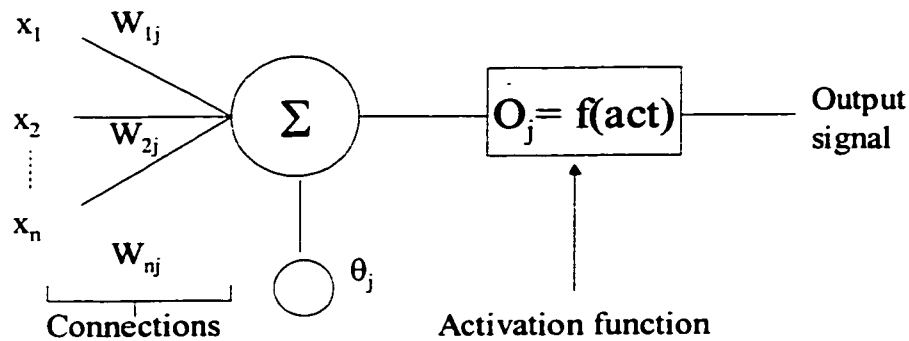 x₁ W₁ⱼ
x₂ W₂ⱼ
Σ
Oⱼ= f(act)
Output
signal
xₙ
Wₙⱼ
θⱼ
Connections
Activation function